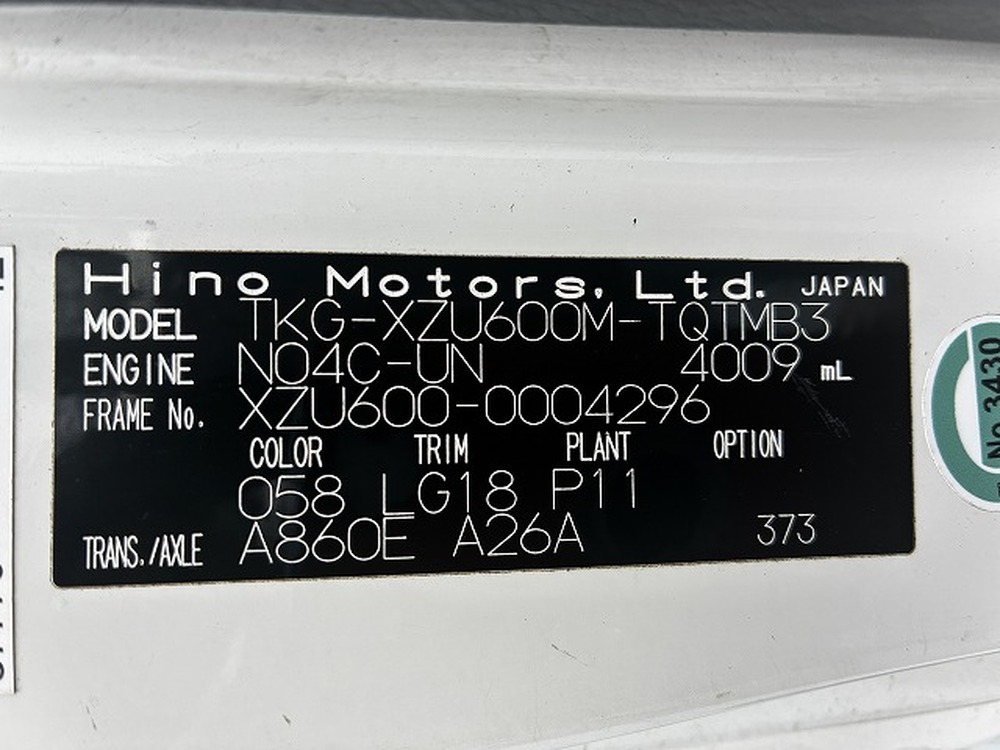 Hino Motors, Ltd. JAPAN
MODEL TKG-XZU600M-TQTMB3
ENGINE N04C-UN 4009 mL
FRAME No. XZU600-0004296
COLOR TRIM PLANT OPTION
058 LG18 P11
TRANS./AXLE A860E A26A 373
No.3430